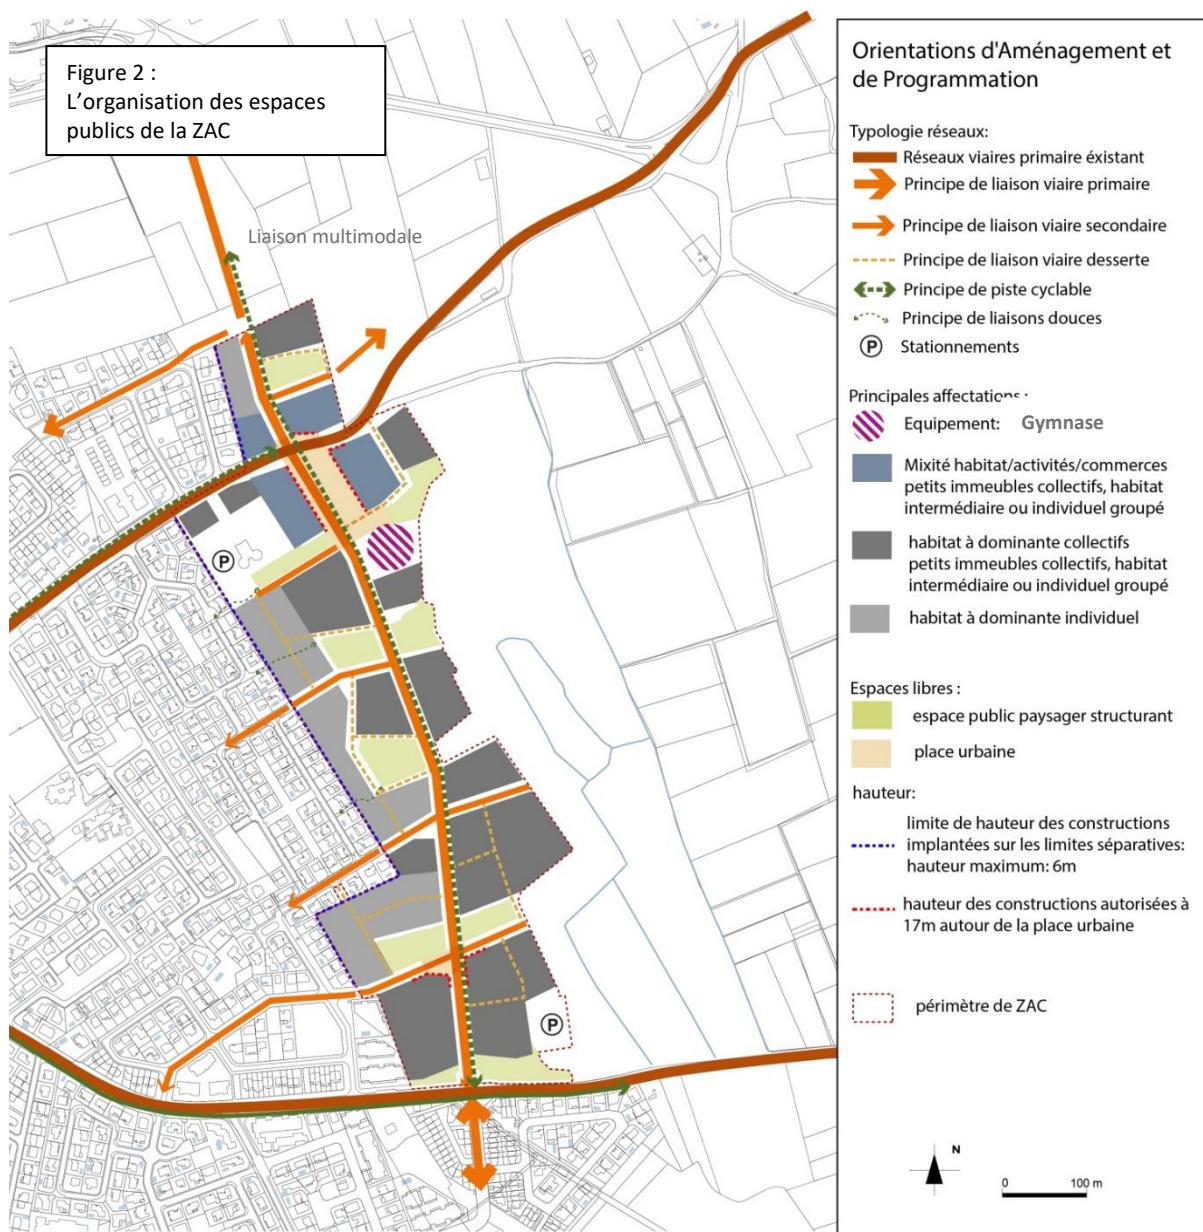 Figure 2 :
L’organisation des espaces
publics de la ZAC
Liaison multimodale
P
P
Orientations d'Aménagement et
de Programmation
Typologie réseaux:
Réseaux viaires primaire éxistant
Principe de liaison viaire primaire
Principe de liaison viaire secondaire
Principe de liaison viaire desserte
Principe de piste cyclable
Principe de liaisons douces
P Stationnements
Principales affectations :
Equipement: Gymnase
Mixité habitat/activités/commerces
petits immeubles collectifs, habitat
intermédiaire ou individuel groupé
habitat à dominante collectifs
petits immeubles collectifs, habitat
intermédiaire ou individuel groupé
habitat à dominante individuel
Espaces libres :
espace public paysager structurant
place urbaine
hauteur:
limite de hauteur des constructions
implantées sur les limites séparatives:
hauteur maximum: 6m
hauteur des constructions autorisées à
17m autour de la place urbaine
périmètre de ZAC
N
0 100 m